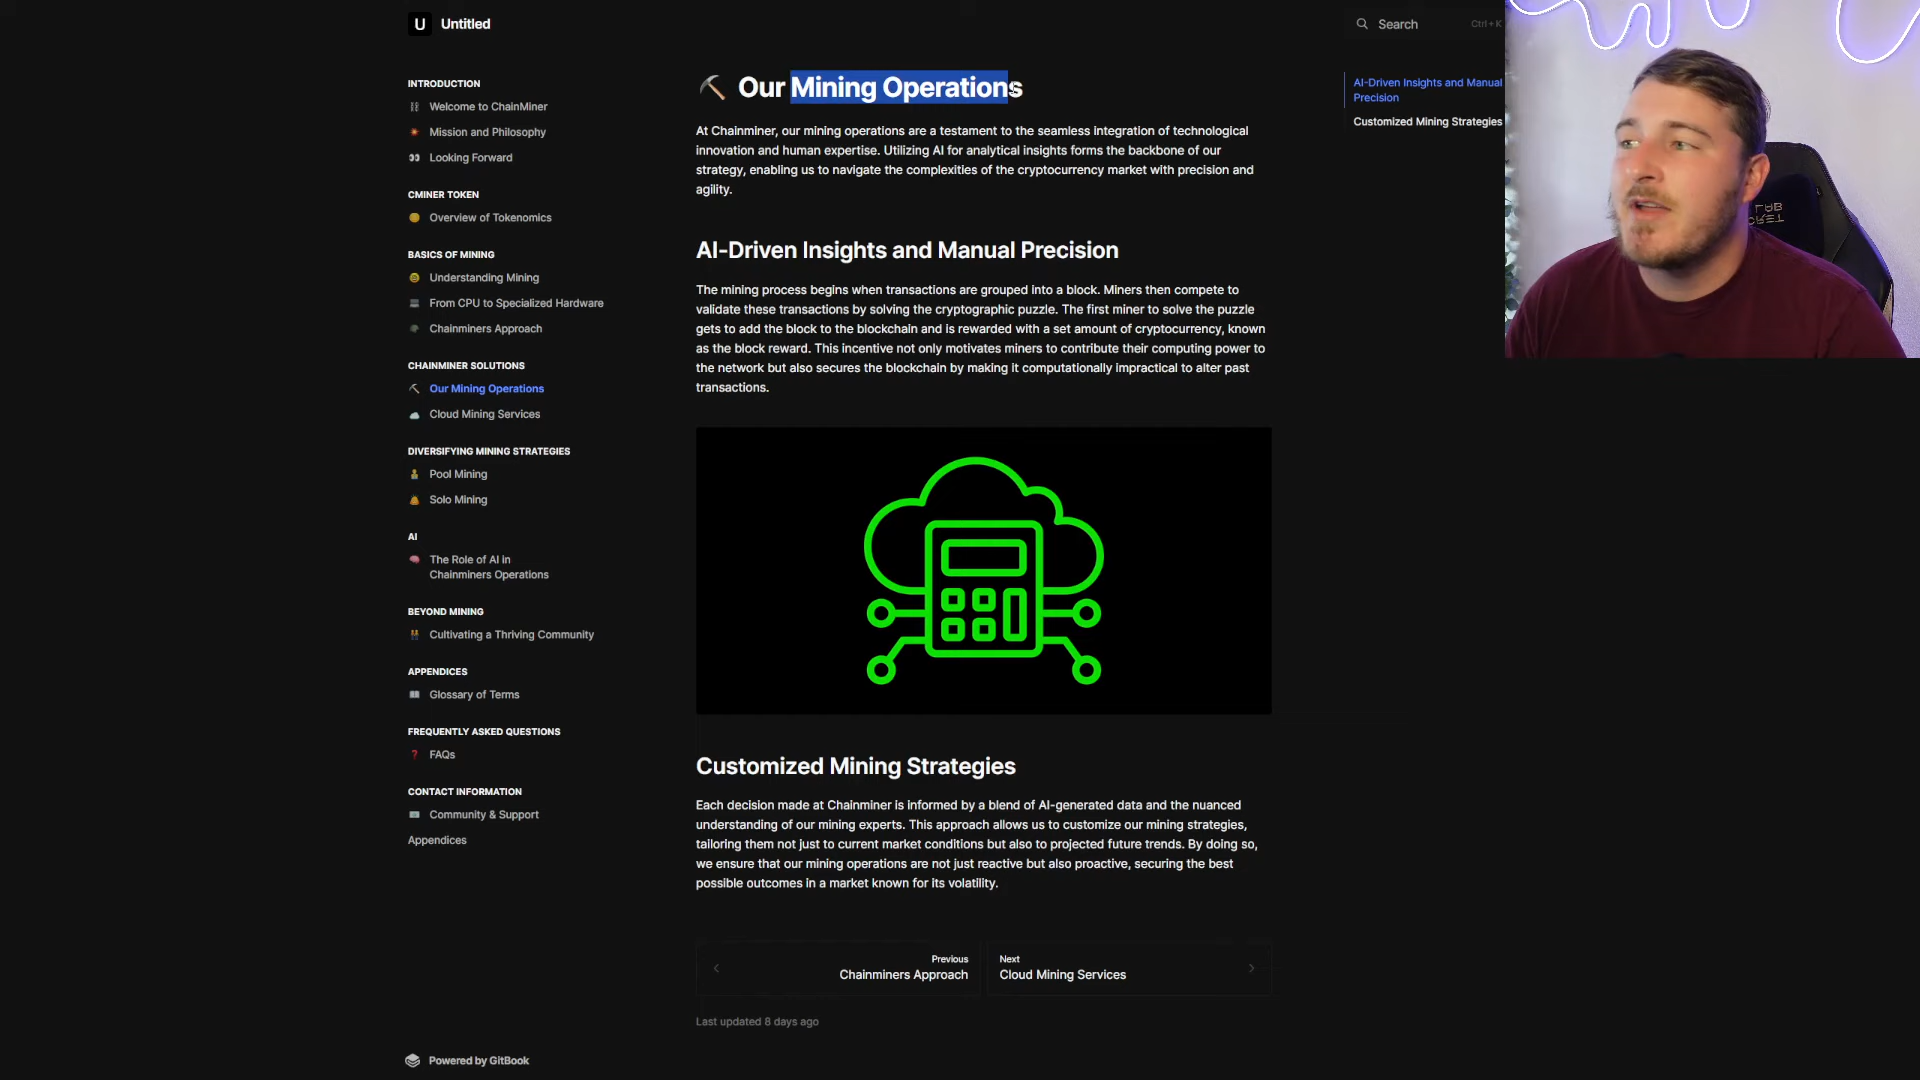 U Untitled
Search Ctrl + K
INTRODUCTION
Welcome to ChainMiner
Mission and Philosophy
Looking Forward
CMINER TOKEN
Overview of Tokenomics
BASICS OF MINING
Understanding Mining
From CPU to Specialized Hardware
Chainminers Approach
CHAINMINER SOLUTIONS
Our Mining Operations
Cloud Mining Services
DIVERSIFYING MINING STRATEGIES
Pool Mining
Solo Mining
AI
The Role of AI in
Chainminers Operations
BEYOND MINING
Cultivating a Thriving Community
APPENDICES
Glossary of Terms
FREQUENTLY ASKED QUESTIONS
FAQs
CONTACT INFORMATION
Community & Support
Appendices
Powered by GitBook
Our Mining Operations
At Chainminer, our mining operations are a testament to the seamless integration of technological
innovation and human expertise. Utilizing AI for analytical insights forms the backbone of our
strategy, enabling us to navigate the complexities of the cryptocurrency market with precision and
agility.
AI-Driven Insights and Manual Precision
The mining process begins when transactions are grouped into a block. Miners then compete to
validate these transactions by solving the cryptographic puzzle. The first miner to solve the puzzle
gets to add the block to the blockchain and is rewarded with a set amount of cryptocurrency, known
as the block reward. This incentive not only motivates miners to contribute their computing power to
the network but also secures the blockchain by making it computationally impractical to alter past
transactions.
Customized Mining Strategies
Each decision made at Chainminer is informed by a blend of AI-generated data and the nuanced
understanding of our mining experts. This approach allows us to customize our mining strategies,
tailoring them not just to current market conditions but also to projected future trends. By doing so,
we ensure that our mining operations are not just reactive but also proactive, securing the best
possible outcomes in a market known for its volatility.
Previous
Chainminers Approach
Next
Cloud Mining Services
Last updated 8 days ago
AI-Driven Insights and Manual
Precision
Customized Mining Strategies